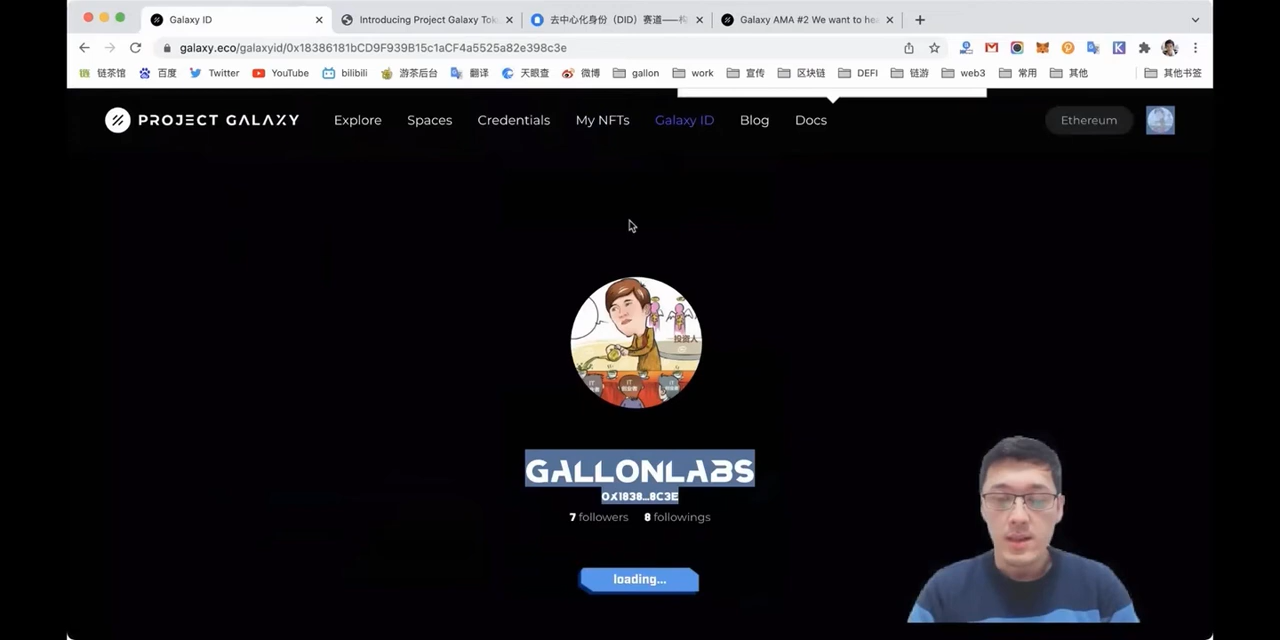 Galaxy ID
Introducing Project Galaxy Tok
去中心化身份（DID）赛道——构
Galaxy AMA #2 We want to hea
galaxy.eco/galaxyid/0x18386181bCD9F939B15c1aCF4a5525a82e398c3e
链茶馆
百度
Twitter
YouTube
bilibili
游茶后台
翻译
天眼查
微博
gallon
work
宣传
区块链
DEFI
链游
web3
常用
其他
其他书签
PROJECT GALAXY
Explore
Spaces
Credentials
My NFTs
Galaxy ID
Blog
Docs
Ethereum
投资人
GALLONLABS
0X1838...8C3E
7 followers 8 followings
loading...